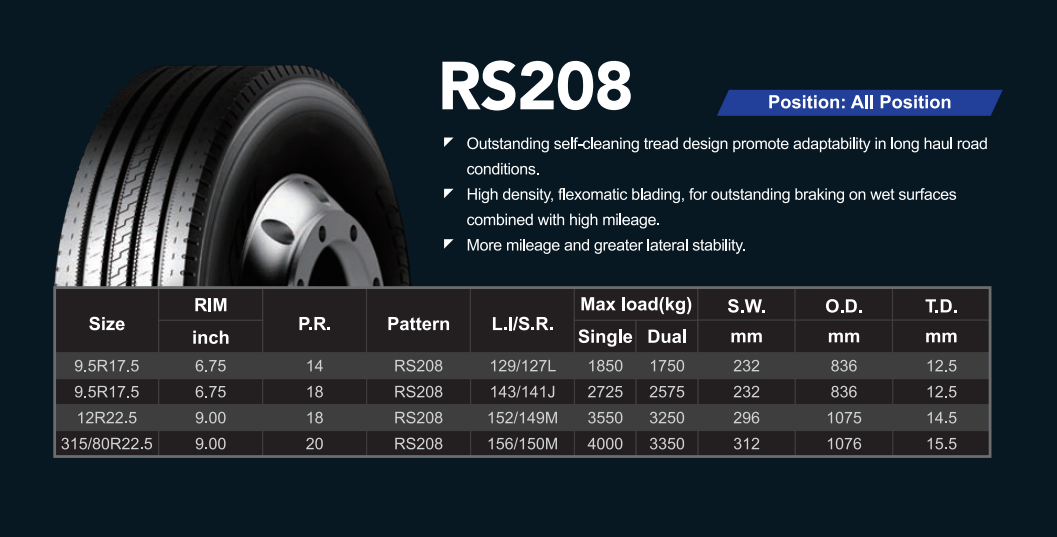 RS208
Position: All Position
Outstanding self-cleaning tread design promote adaptability in long haul road
conditions.
High density, flexomatic blading, for outstanding braking on wet surfaces
combined with high mileage.
More mileage and greater lateral stability.
Size RIM P.R. Pattern L.I/S.R. Max load(kg) S.W. O.D. T.D.
inch Single Dual mm mm mm
9.5R17.5 6.75 14 RS208 129/127L 1850 1750 232 836 12.5
9.5R17.5 6.75 18 RS208 143/141J 2725 2575 232 836 12.5
12R22.5 9.00 18 RS208 152/149M 3550 3250 296 1075 14.5
315/80R22.5 9.00 20 RS208 156/150M 4000 3350 312 1076 15.5